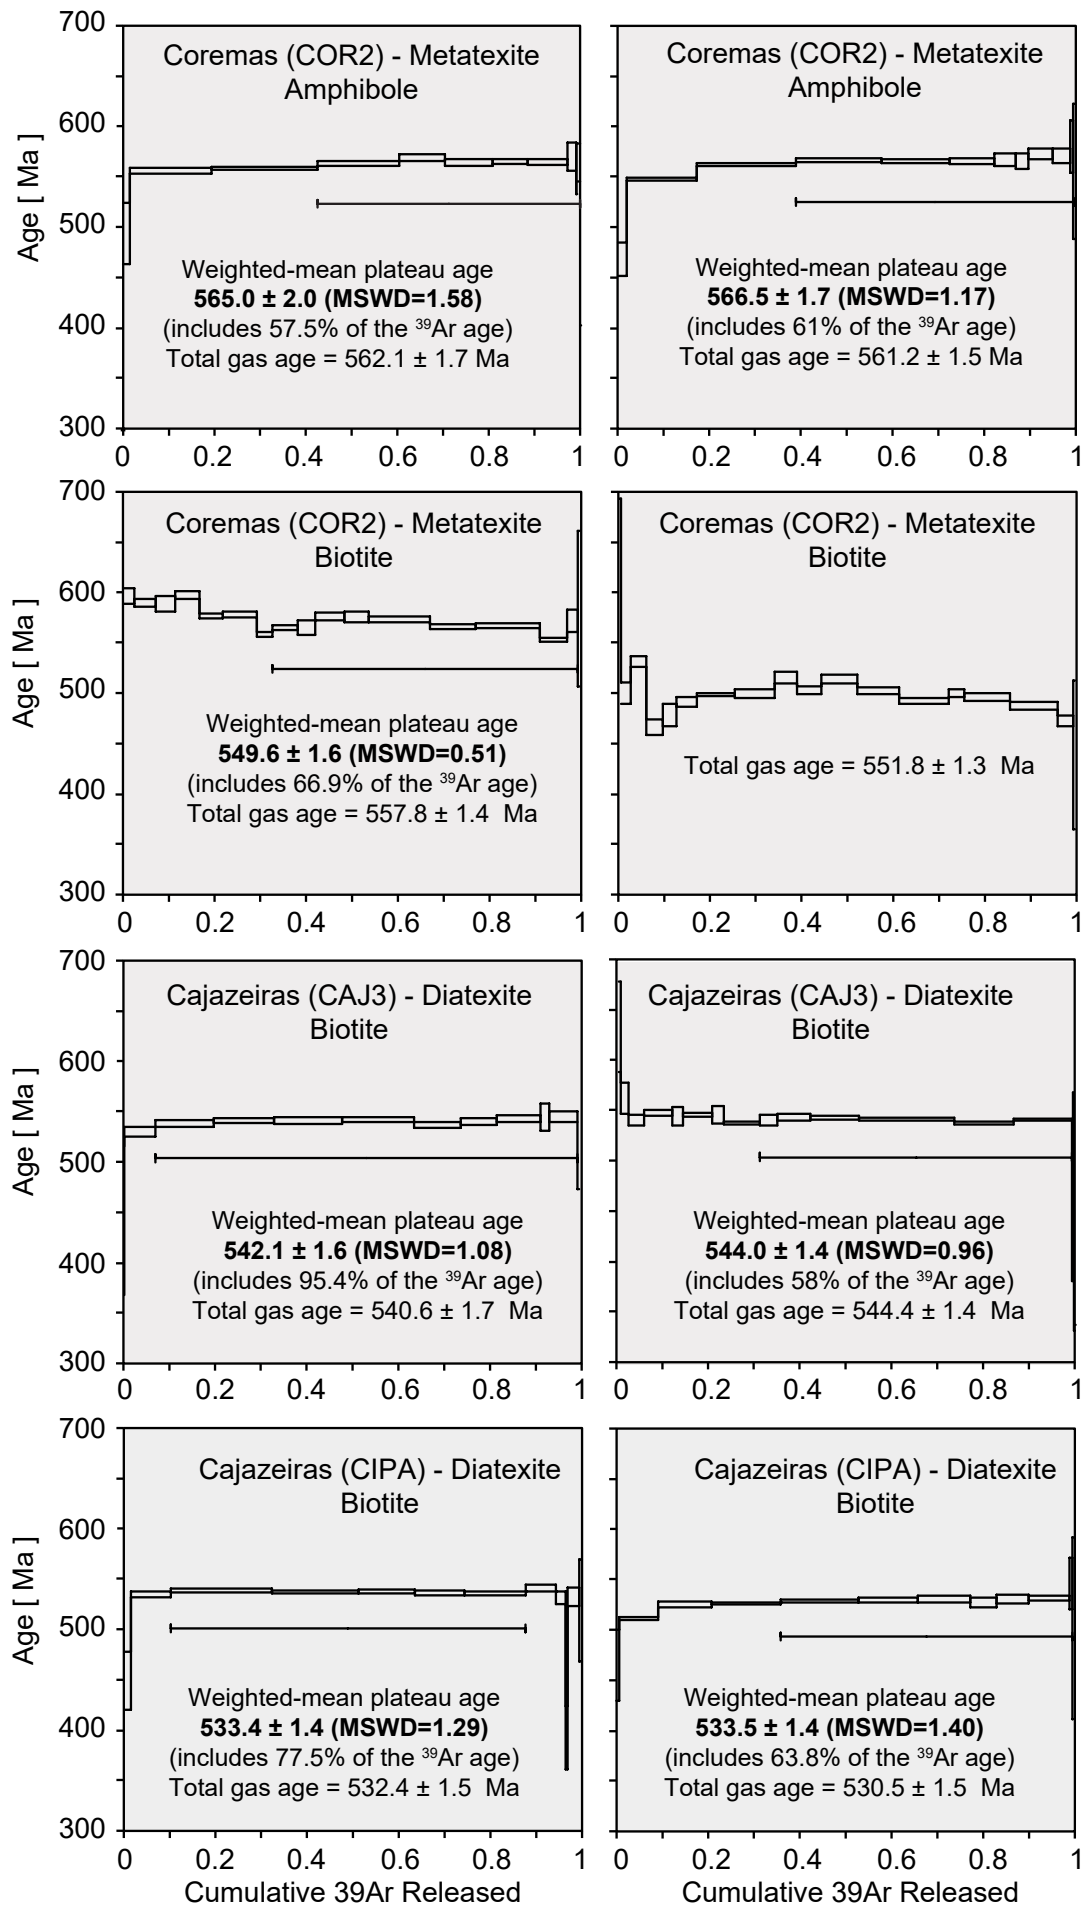 Coremas (COR2) - Metatexite
Amphibole
Age [ Ma ]
700
600
500
400
300
Weighted-mean plateau age
565.0 ± 2.0 (MSWD=1.58)
(includes 57.5% of the ³⁹Ar age)
Total gas age = 562.1 ± 1.7 Ma
0 0.2 0.4 0.6 0.8 1
Coremas (COR2) - Metatexite
Amphibole
Weighted-mean plateau age
566.5 ± 1.7 (MSWD=1.17)
(includes 61% of the ³⁹Ar age)
Total gas age = 561.2 ± 1.5 Ma
0 0.2 0.4 0.6 0.8 1
Coremas (COR2) - Metatexite
Biotite
Age [ Ma ]
700
600
500
400
300
Weighted-mean plateau age
549.6 ± 1.6 (MSWD=0.51)
(includes 66.9% of the ³⁹Ar age)
Total gas age = 557.8 ± 1.4 Ma
0 0.2 0.4 0.6 0.8 1
Coremas (COR2) - Metatexite
Biotite
Total gas age = 551.8 ± 1.3 Ma
0 0.2 0.4 0.6 0.8 1
Cajazeiras (CAJ3) - Diatexite
Biotite
Age [ Ma ]
700
600
500
400
300
Weighted-mean plateau age
542.1 ± 1.6 (MSWD=1.08)
(includes 95.4% of the ³⁹Ar age)
Total gas age = 540.6 ± 1.7 Ma
0 0.2 0.4 0.6 0.8 1
Cajazeiras (CAJ3) - Diatexite
Biotite
Weighted-mean plateau age
544.0 ± 1.4 (MSWD=0.96)
(includes 58% of the ³⁹Ar age)
Total gas age = 544.4 ± 1.4 Ma
0 0.2 0.4 0.6 0.8 1
Cajazeiras (CIPA) - Diatexite
Biotite
Age [ Ma ]
700
600
500
400
300
Weighted-mean plateau age
533.4 ± 1.4 (MSWD=1.29)
(includes 77.5% of the ³⁹Ar age)
Total gas age = 532.4 ± 1.5 Ma
0 0.2 0.4 0.6 0.8 1
Cumulative 39Ar Released
Cajazeiras (CIPA) - Diatexite
Biotite
Weighted-mean plateau age
533.5 ± 1.4 (MSWD=1.40)
(includes 63.8% of the ³⁹Ar age)
Total gas age = 530.5 ± 1.5 Ma
0 0.2 0.4 0.6 0.8 1
Cumulative 39Ar Released